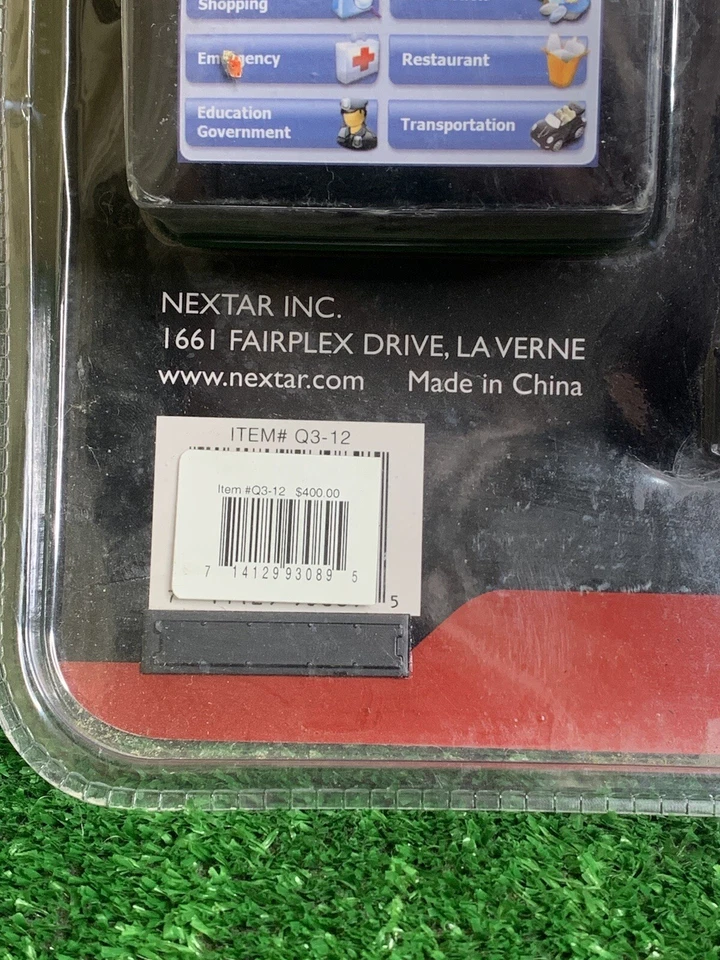 Shopping
Emergency
Restaurant
Education
Government
Transportation
NEXTAR INC.
1661 FAIRPLEX DRIVE, LA VERNE
www.nextar.com Made in China
ITEM# Q3-12
Item #Q3-12 $400.00
7 14129 93089 5
5